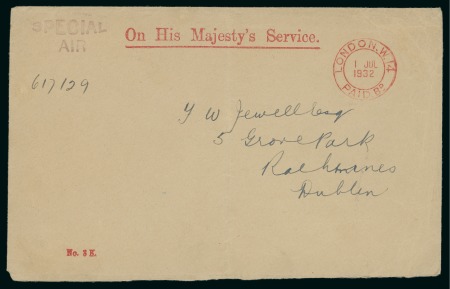 SPECIAL
AIR
On His Majesty's Service.
LONDON. W. 14
1 JUL
1932
PAID
617129
Y W Jewell esq
5 Grove Park
Rathmines
Dublin
No. 3 K.